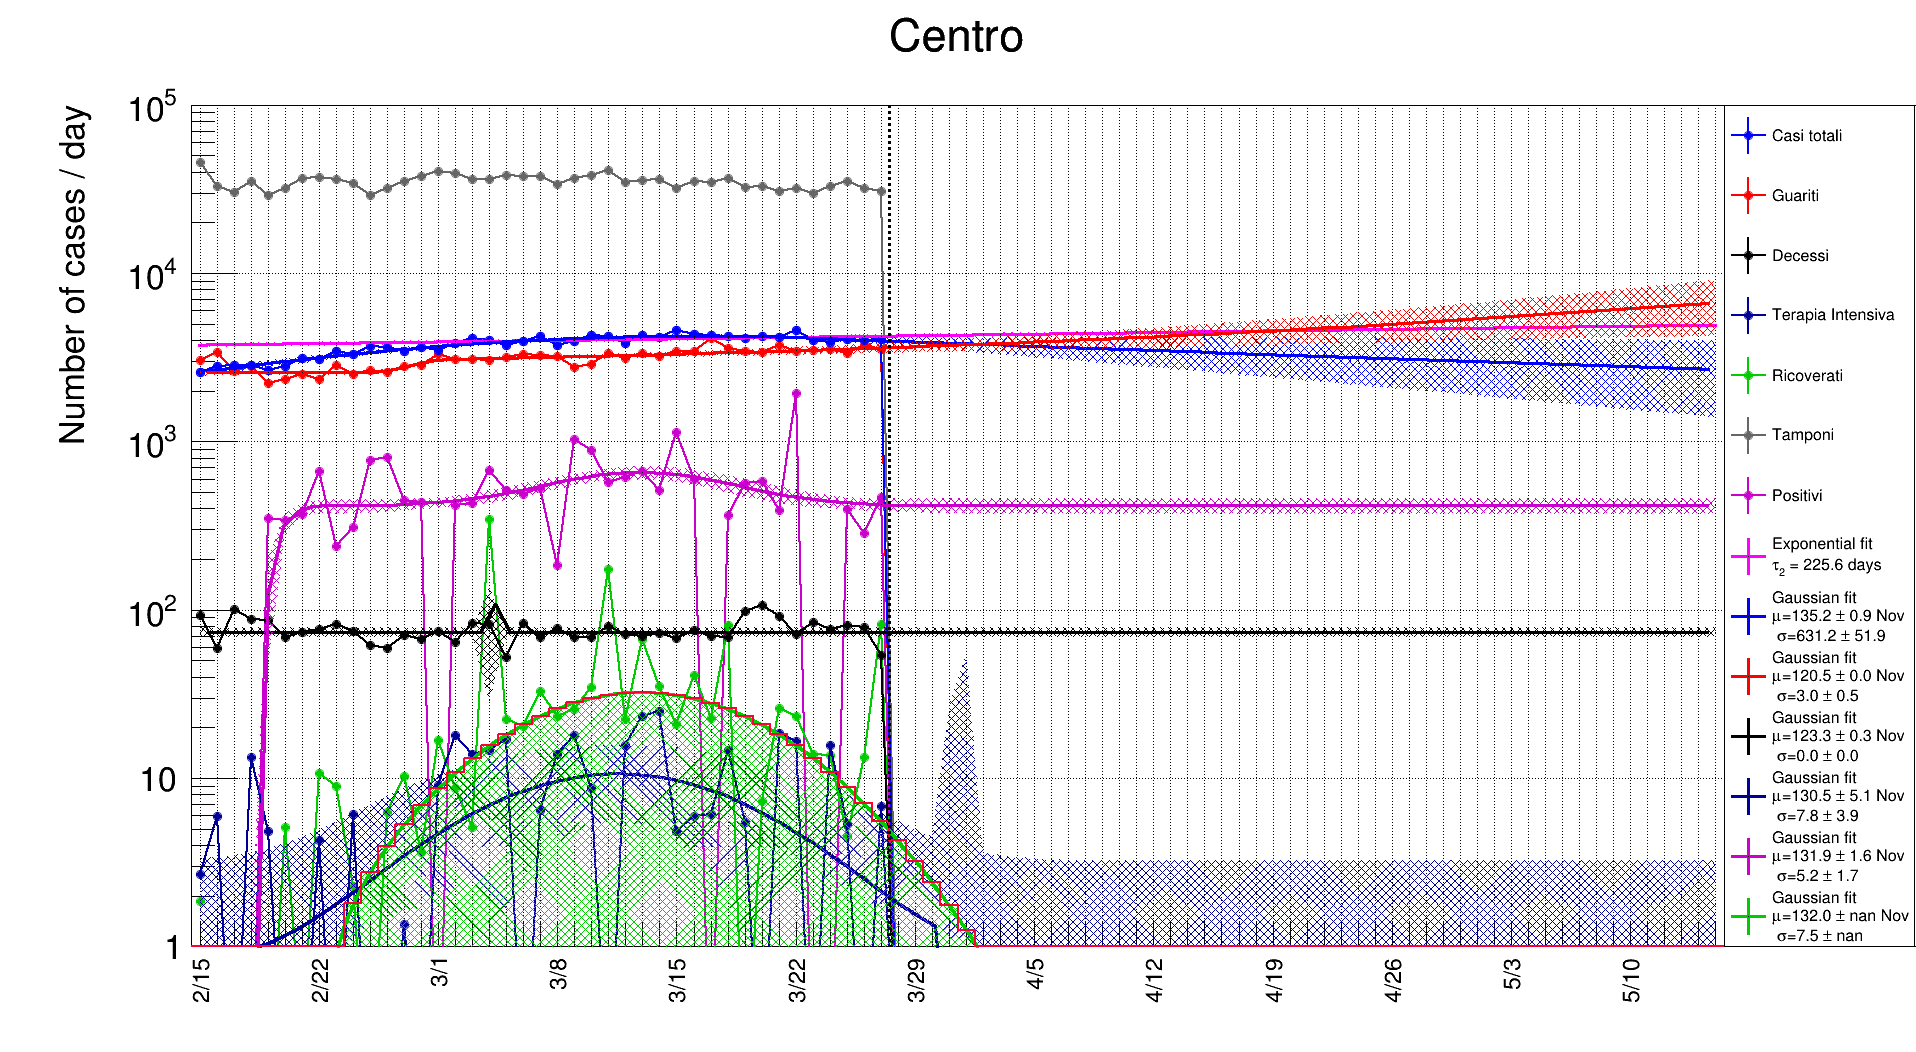 Centro
Number of cases / day
10^5
10^4
10^3
10^2
10
1
2/15
2/22
3/1
3/8
3/15
3/22
3/29
4/5
4/12
4/19
4/26
5/3
5/10
Casi totali
Guariti
Decessi
Terapia Intensiva
Ricoverati
Tamponi
Positivi
Exponential fit
τ₂ = 225.6 days
Gaussian fit
μ=135.2 ± 0.9 Nov
σ=631.2 ± 51.9
Gaussian fit
μ=120.5 ± 0.0 Nov
σ=3.0 ± 0.5
Gaussian fit
μ=123.3 ± 0.3 Nov
σ=0.0 ± 0.0
Gaussian fit
μ=130.5 ± 5.1 Nov
σ=7.8 ± 3.9
Gaussian fit
μ=131.9 ± 1.6 Nov
σ=5.2 ± 1.7
Gaussian fit
μ=132.0 ± nan Nov
σ=7.5 ± nan